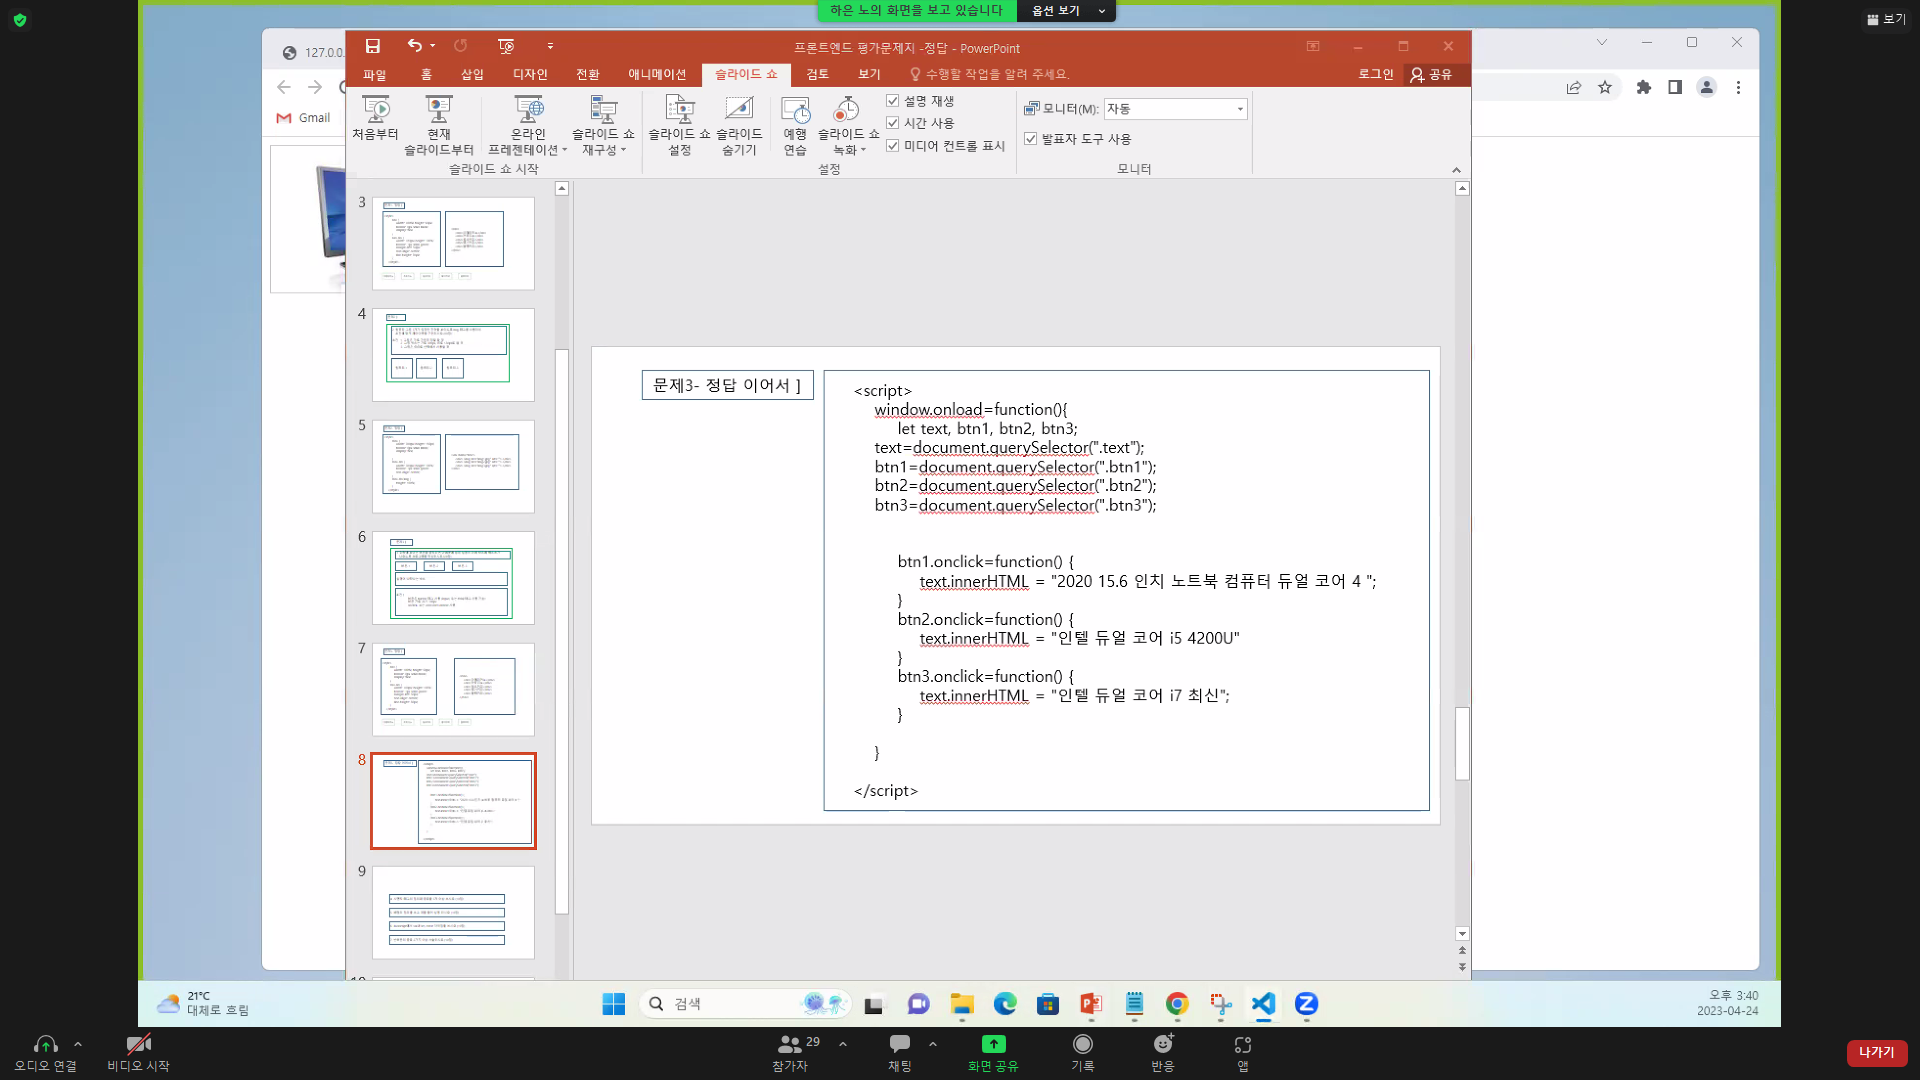 하은 노의 화면을 보고 있습니다
옵션 보기
보기
127.0.0.
Gmail
프론트엔드 평가문제지 -정답 - PowerPoint
파일
홈
삽입
디자인
전환
애니메이션
슬라이드 쇼
검토
보기
수행할 작업을 알려 주세요.
로그인
공유
처음부터
현재
슬라이드부터
온라인
프레젠테이션
슬라이드 쇼
재구성
슬라이드 쇼
설정
슬라이드
숨기기
예행
연습
슬라이드 쇼
녹화
설명 재생
시간 사용
미디어 컨트롤 표시
모니터(M):
자동
발표자 도구 사용
슬라이드 쇼 시작
설정
모니터
3
4
5
6
7
8
9
문제3- 정답 이어서 ]
<script>
window.onload=function(){
let text, btn1, btn2, btn3;
text=document.querySelector(".text");
btn1=document.querySelector(".btn1");
btn2=document.querySelector(".btn2");
btn3=document.querySelector(".btn3");
btn1.onclick=function() {
text.innerHTML = "2020 15.6 인치 노트북 컴퓨터 듀얼 코어 4 ";
}
btn2.onclick=function() {
text.innerHTML = "인텔 듀얼 코어 i5 4200U"
}
btn3.onclick=function() {
text.innerHTML = "인텔 듀얼 코어 i7 최신";
}
}
</script>
21°C
대체로 흐림
검색
오후 3:40
2023-04-24
오디오 연결
비디오 시작
29
참가자
채팅
화면 공유
기록
반응
앱
나가기